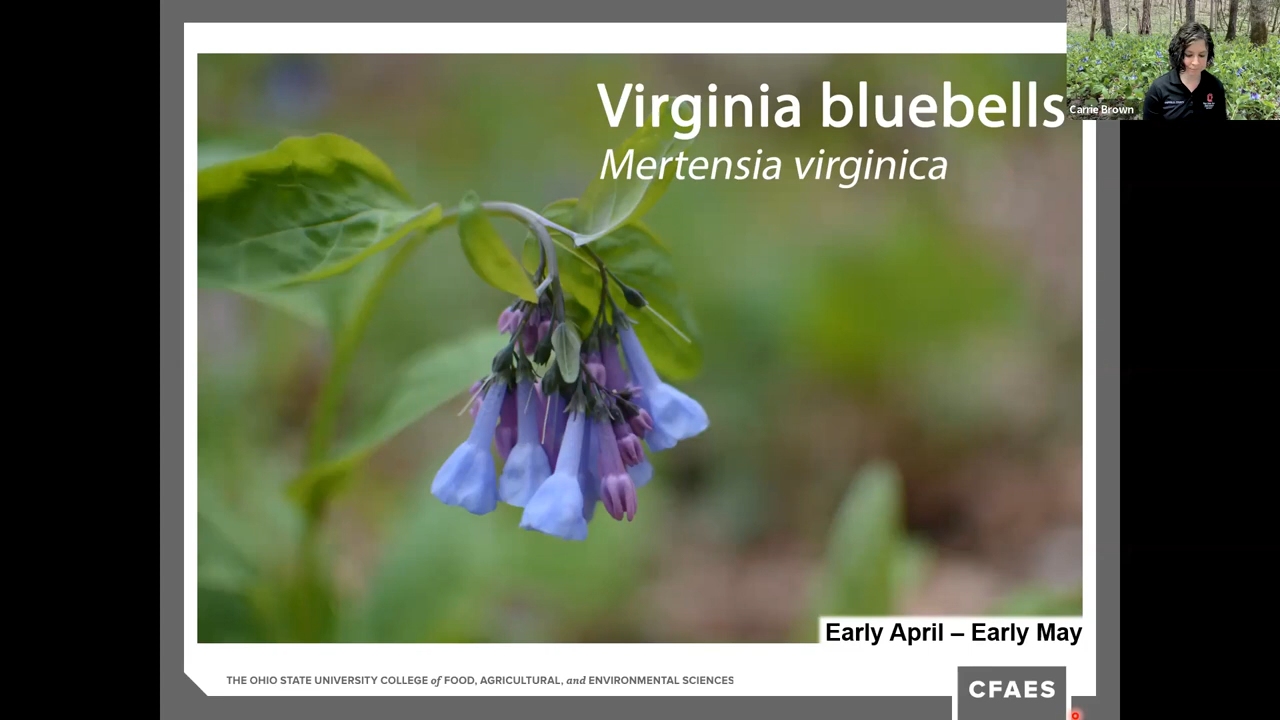 Virginia bluebells
Mertensia virginica
Carrie Brown
Early April – Early May
THE OHIO STATE UNIVERSITY COLLEGE of FOOD, AGRICULTURAL, and ENVIRONMENTAL SCIENCES
CFAES